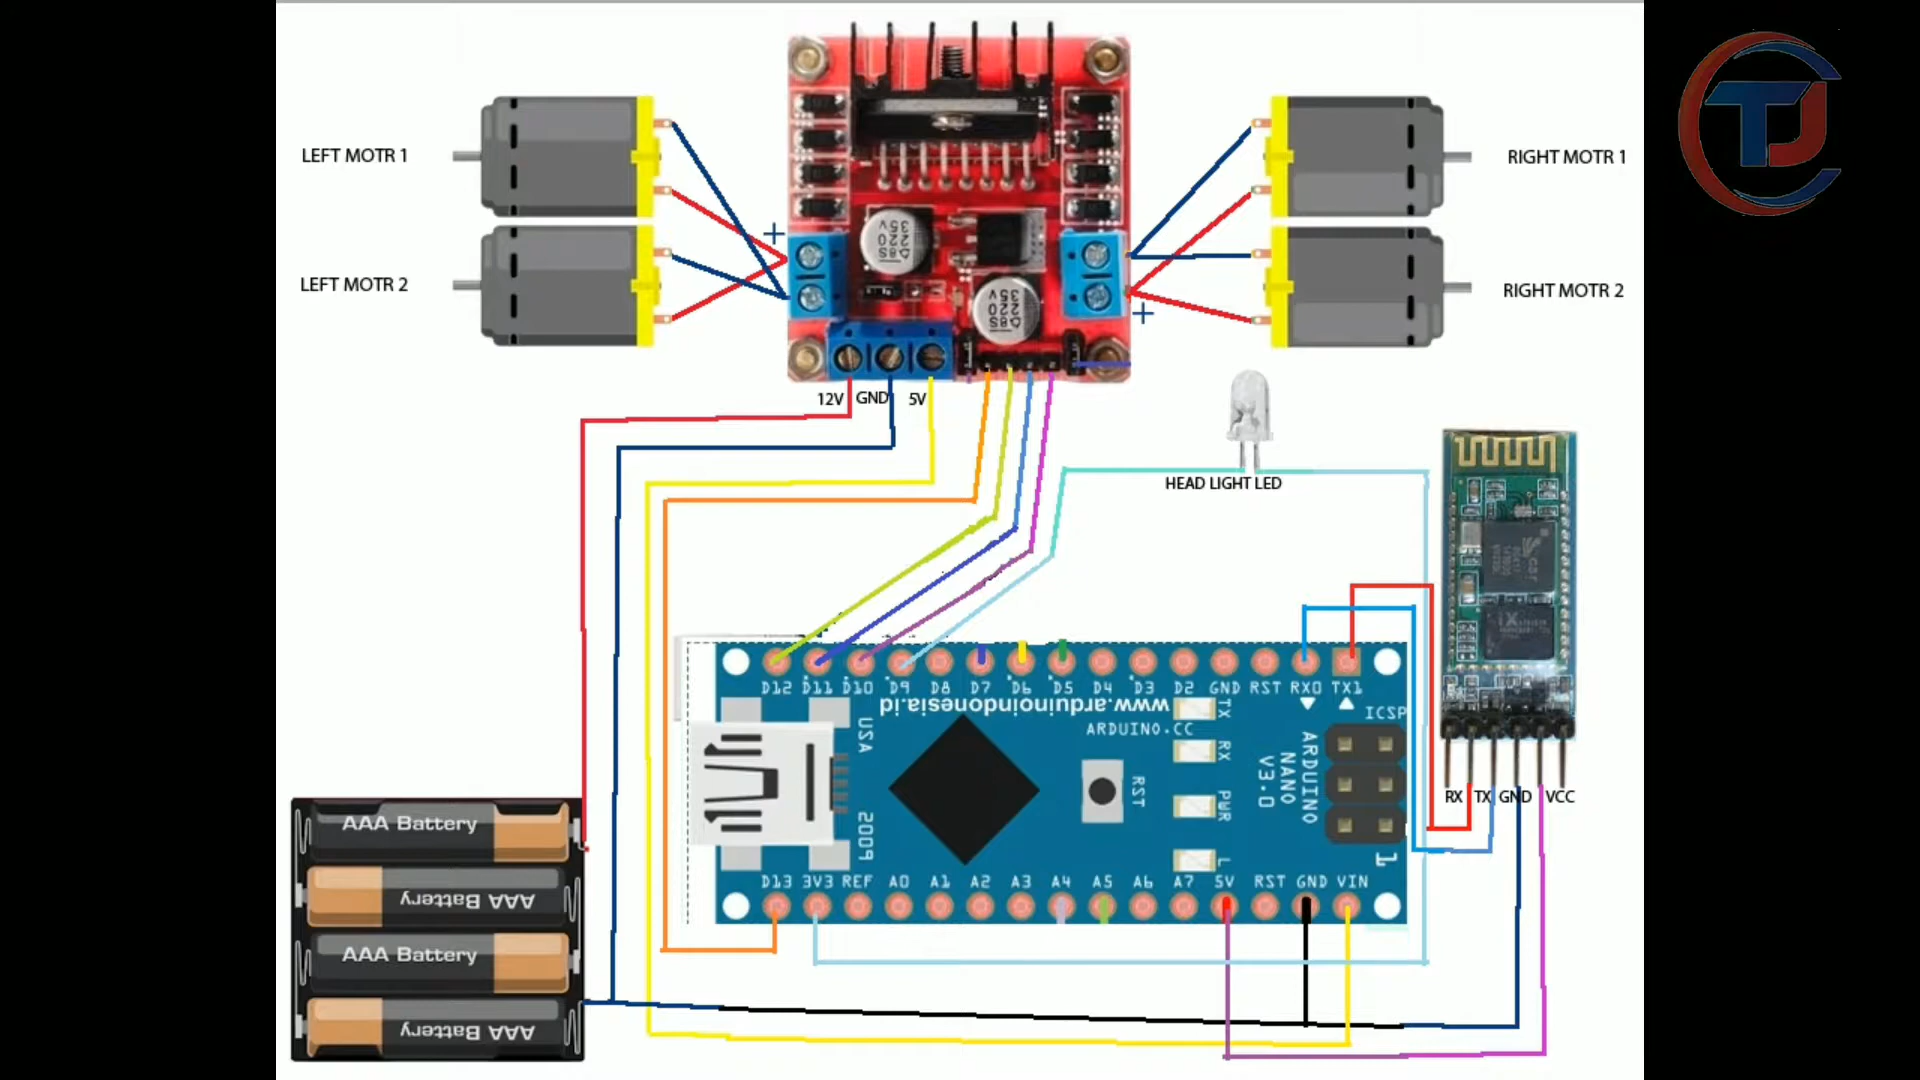 TJ
LEFT MOTR 1
RIGHT MOTR 1
LEFT MOTR 2
RIGHT MOTR 2
+
+
12V GND 5V
HEAD LIGHT LED
D12 D11 D10 D9 D8 D7 D6 D5 D4 D3 D2 GND RST RX0 TX1
www.arduinoindonesia.id
ARDUINO.CC
TX
RX
PWR
L
RST
ARDUINO
NANO
V3.0
ICSP
1
USA
2005
D13 3V3 REF A0 A1 A2 A3 A4 A5 A6 A7 5V RST GND VIN
RX TX GND VCC
AAA Battery
AAA Battery
AAA Battery
AAA Battery